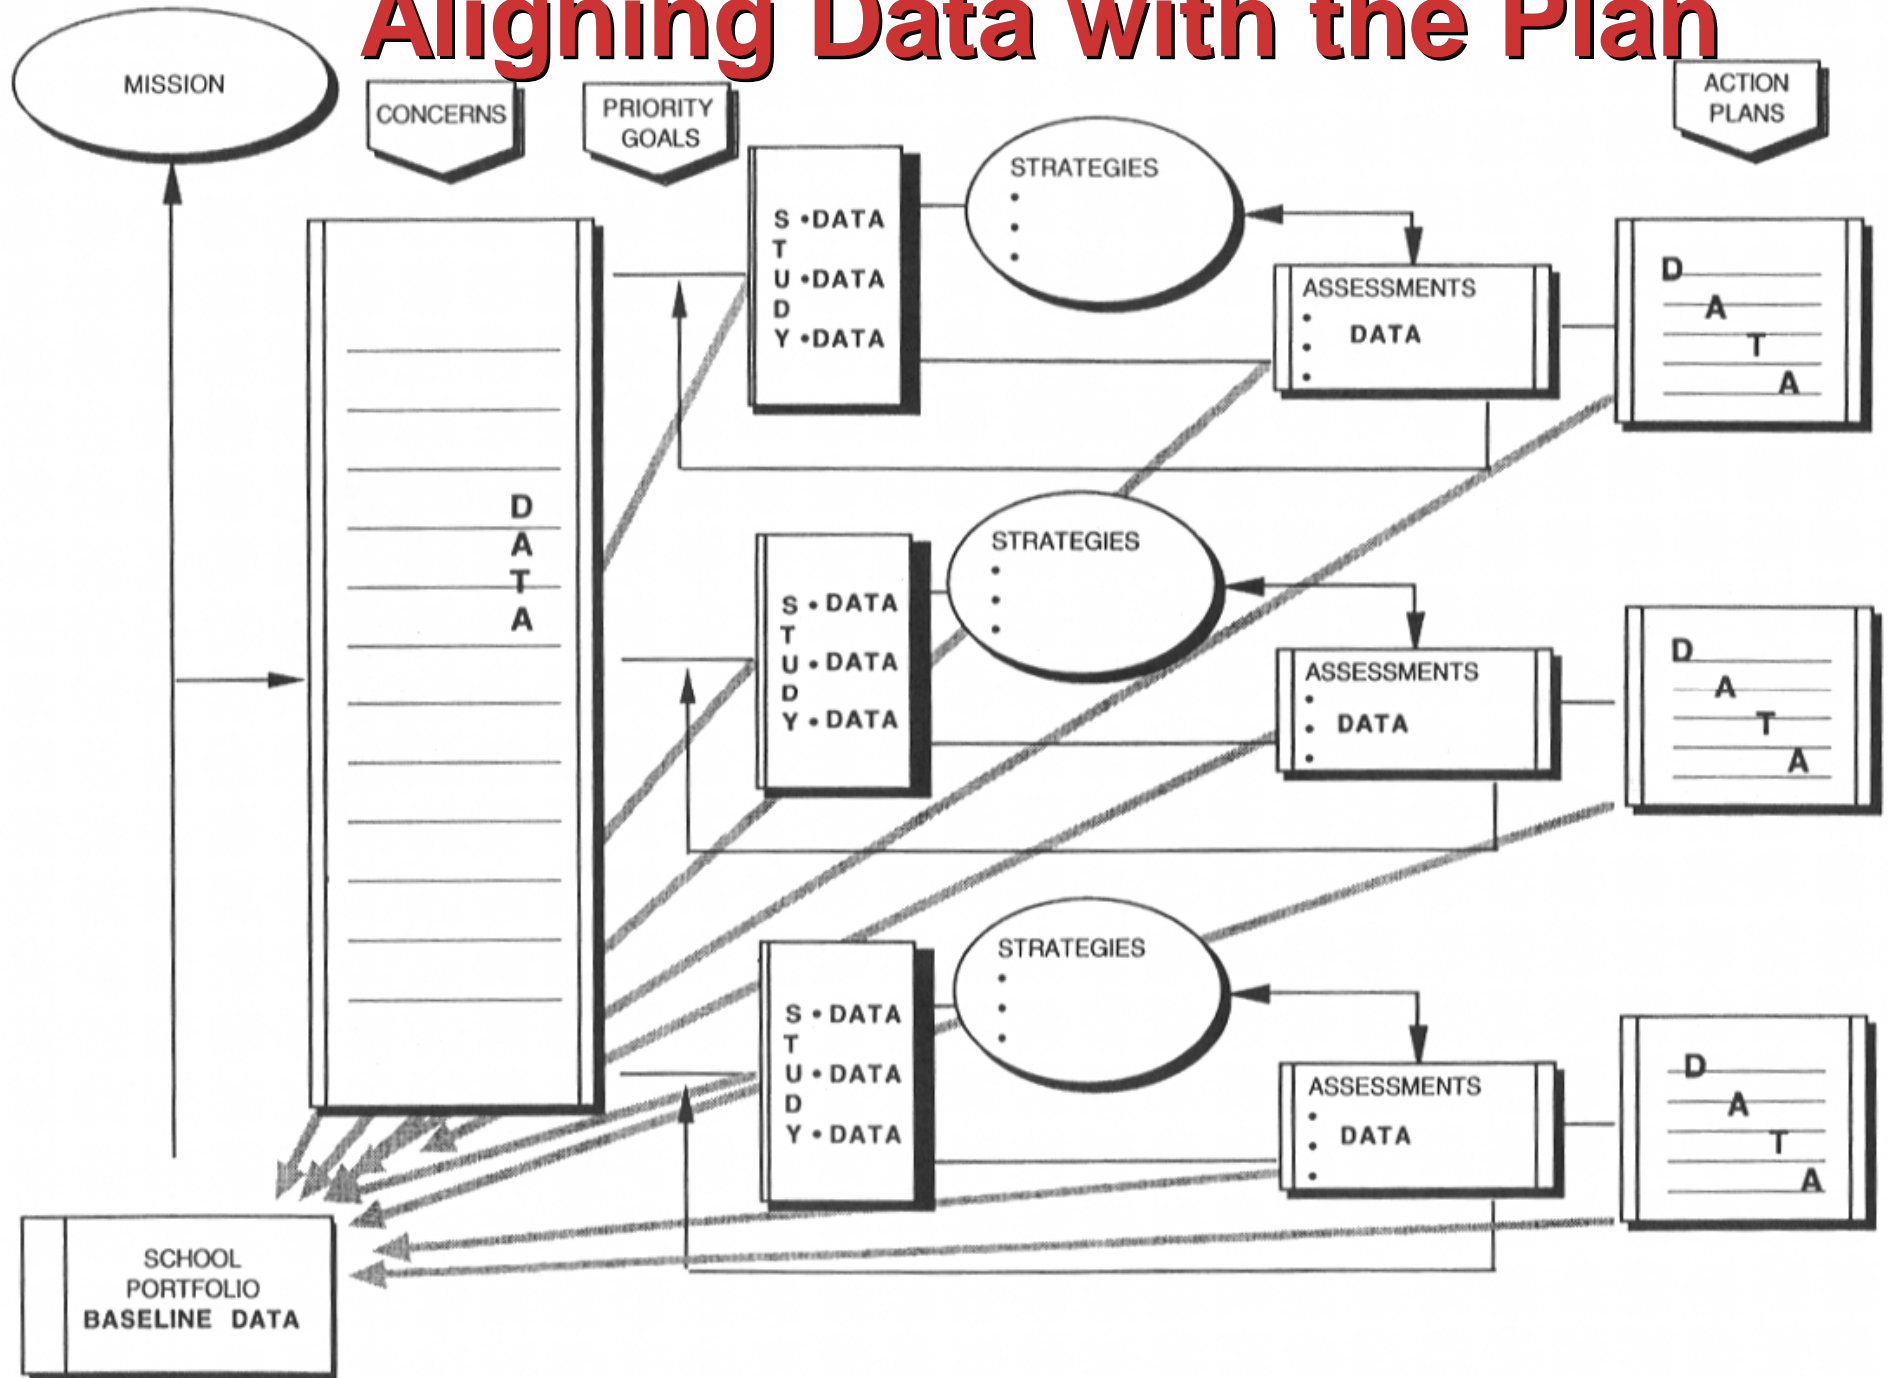 Aligning Data with the Plan
MISSION
CONCERNS
PRIORITY
GOALS
ACTION
PLANS
D
A
T
A
S •DATA
T
U •DATA
D
Y •DATA
STRATEGIES
•
•
•
ASSESSMENTS
•
• DATA
•
D
A
T
A
S • DATA
T
U • DATA
D
Y • DATA
STRATEGIES
•
•
•
ASSESSMENTS
•
• DATA
•
D
A
T
A
S • DATA
T
U • DATA
D
Y • DATA
STRATEGIES
•
•
•
ASSESSMENTS
•
• DATA
•
D
A
T
A
SCHOOL
PORTFOLIO
BASELINE DATA